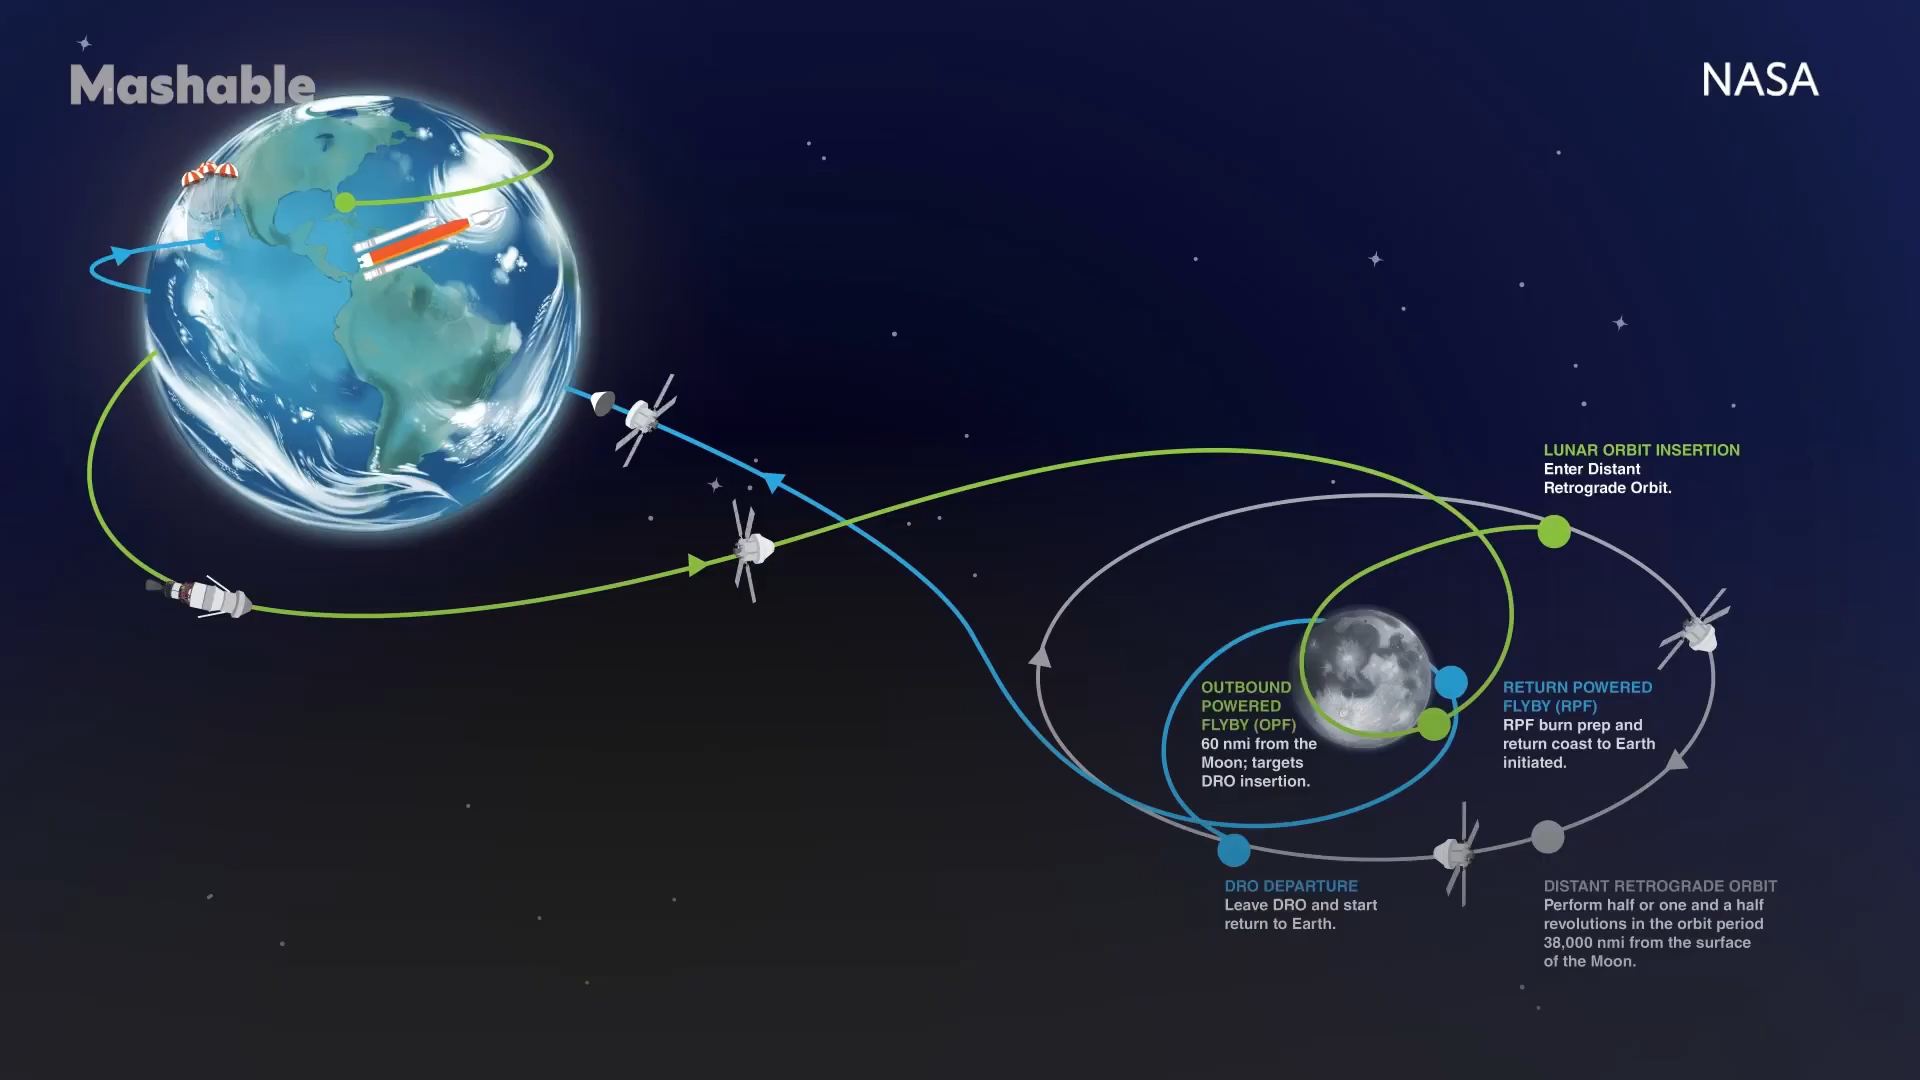 Mashable
NASA
LUNAR ORBIT INSERTION
Enter Distant
Retrograde Orbit.
OUTBOUND
POWERED
FLYBY (OPF)
60 nmi from the
Moon; targets
DRO insertion.
RETURN POWERED
FLYBY (RPF)
RPF burn prep and
return coast to Earth
initiated.
DRO DEPARTURE
Leave DRO and start
return to Earth.
DISTANT RETROGRADE ORBIT
Perform half or one and a half
revolutions in the orbit period
38,000 nmi from the surface
of the Moon.